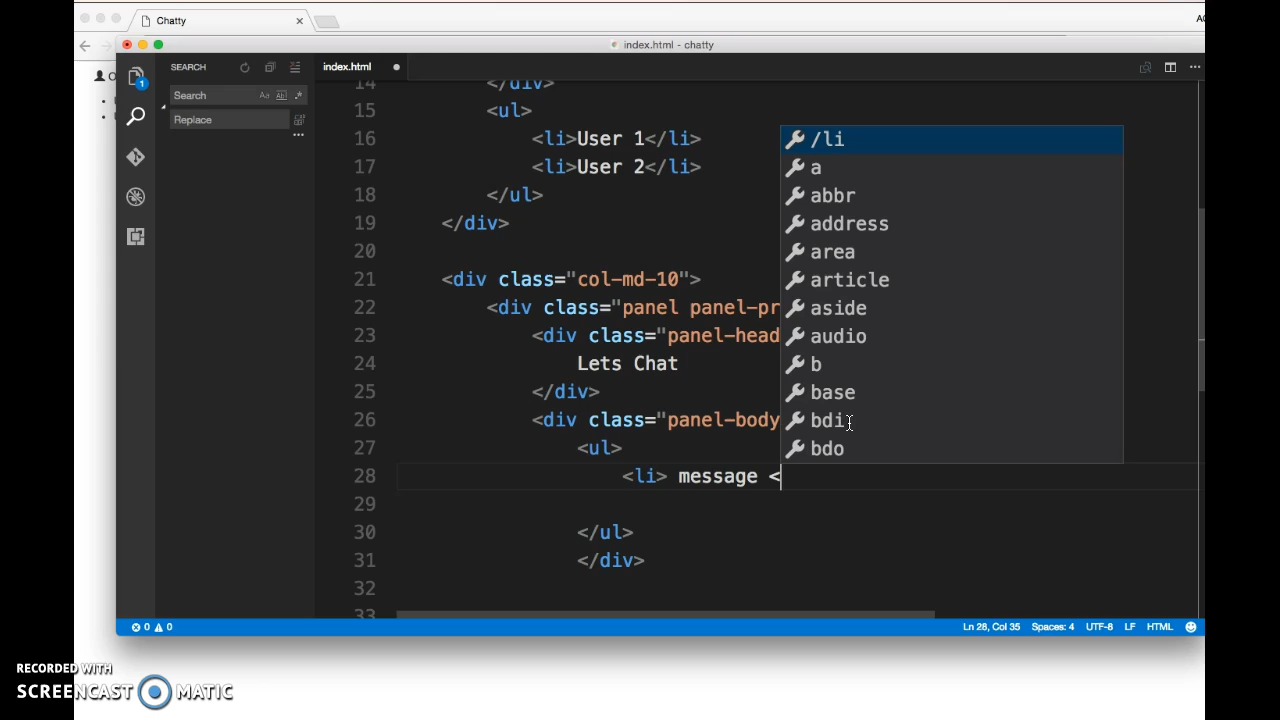 Chatty
AC
index.html - chatty
SEARCH
index.html
Search
Aa Ab| .*
Replace
1
O
14 </div>
15 <ul>
16 <li>User 1</li>
17 <li>User 2</li>
18 </ul>
19 </div>
20
21 <div class="col-md-10">
22 <div class="panel panel-pr
23 <div class="panel-head
24 Lets Chat
25 </div>
26 <div class="panel-body
27 <ul>
28 <li> message <
29
30 </ul>
31 </div>
32
33
/li
a
abbr
address
area
article
aside
audio
b
base
bdi
bdo
0 0
Ln 28, Col 35 Spaces: 4 UTF-8 LF HTML
RECORDED WITH
SCREENCAST MATIC